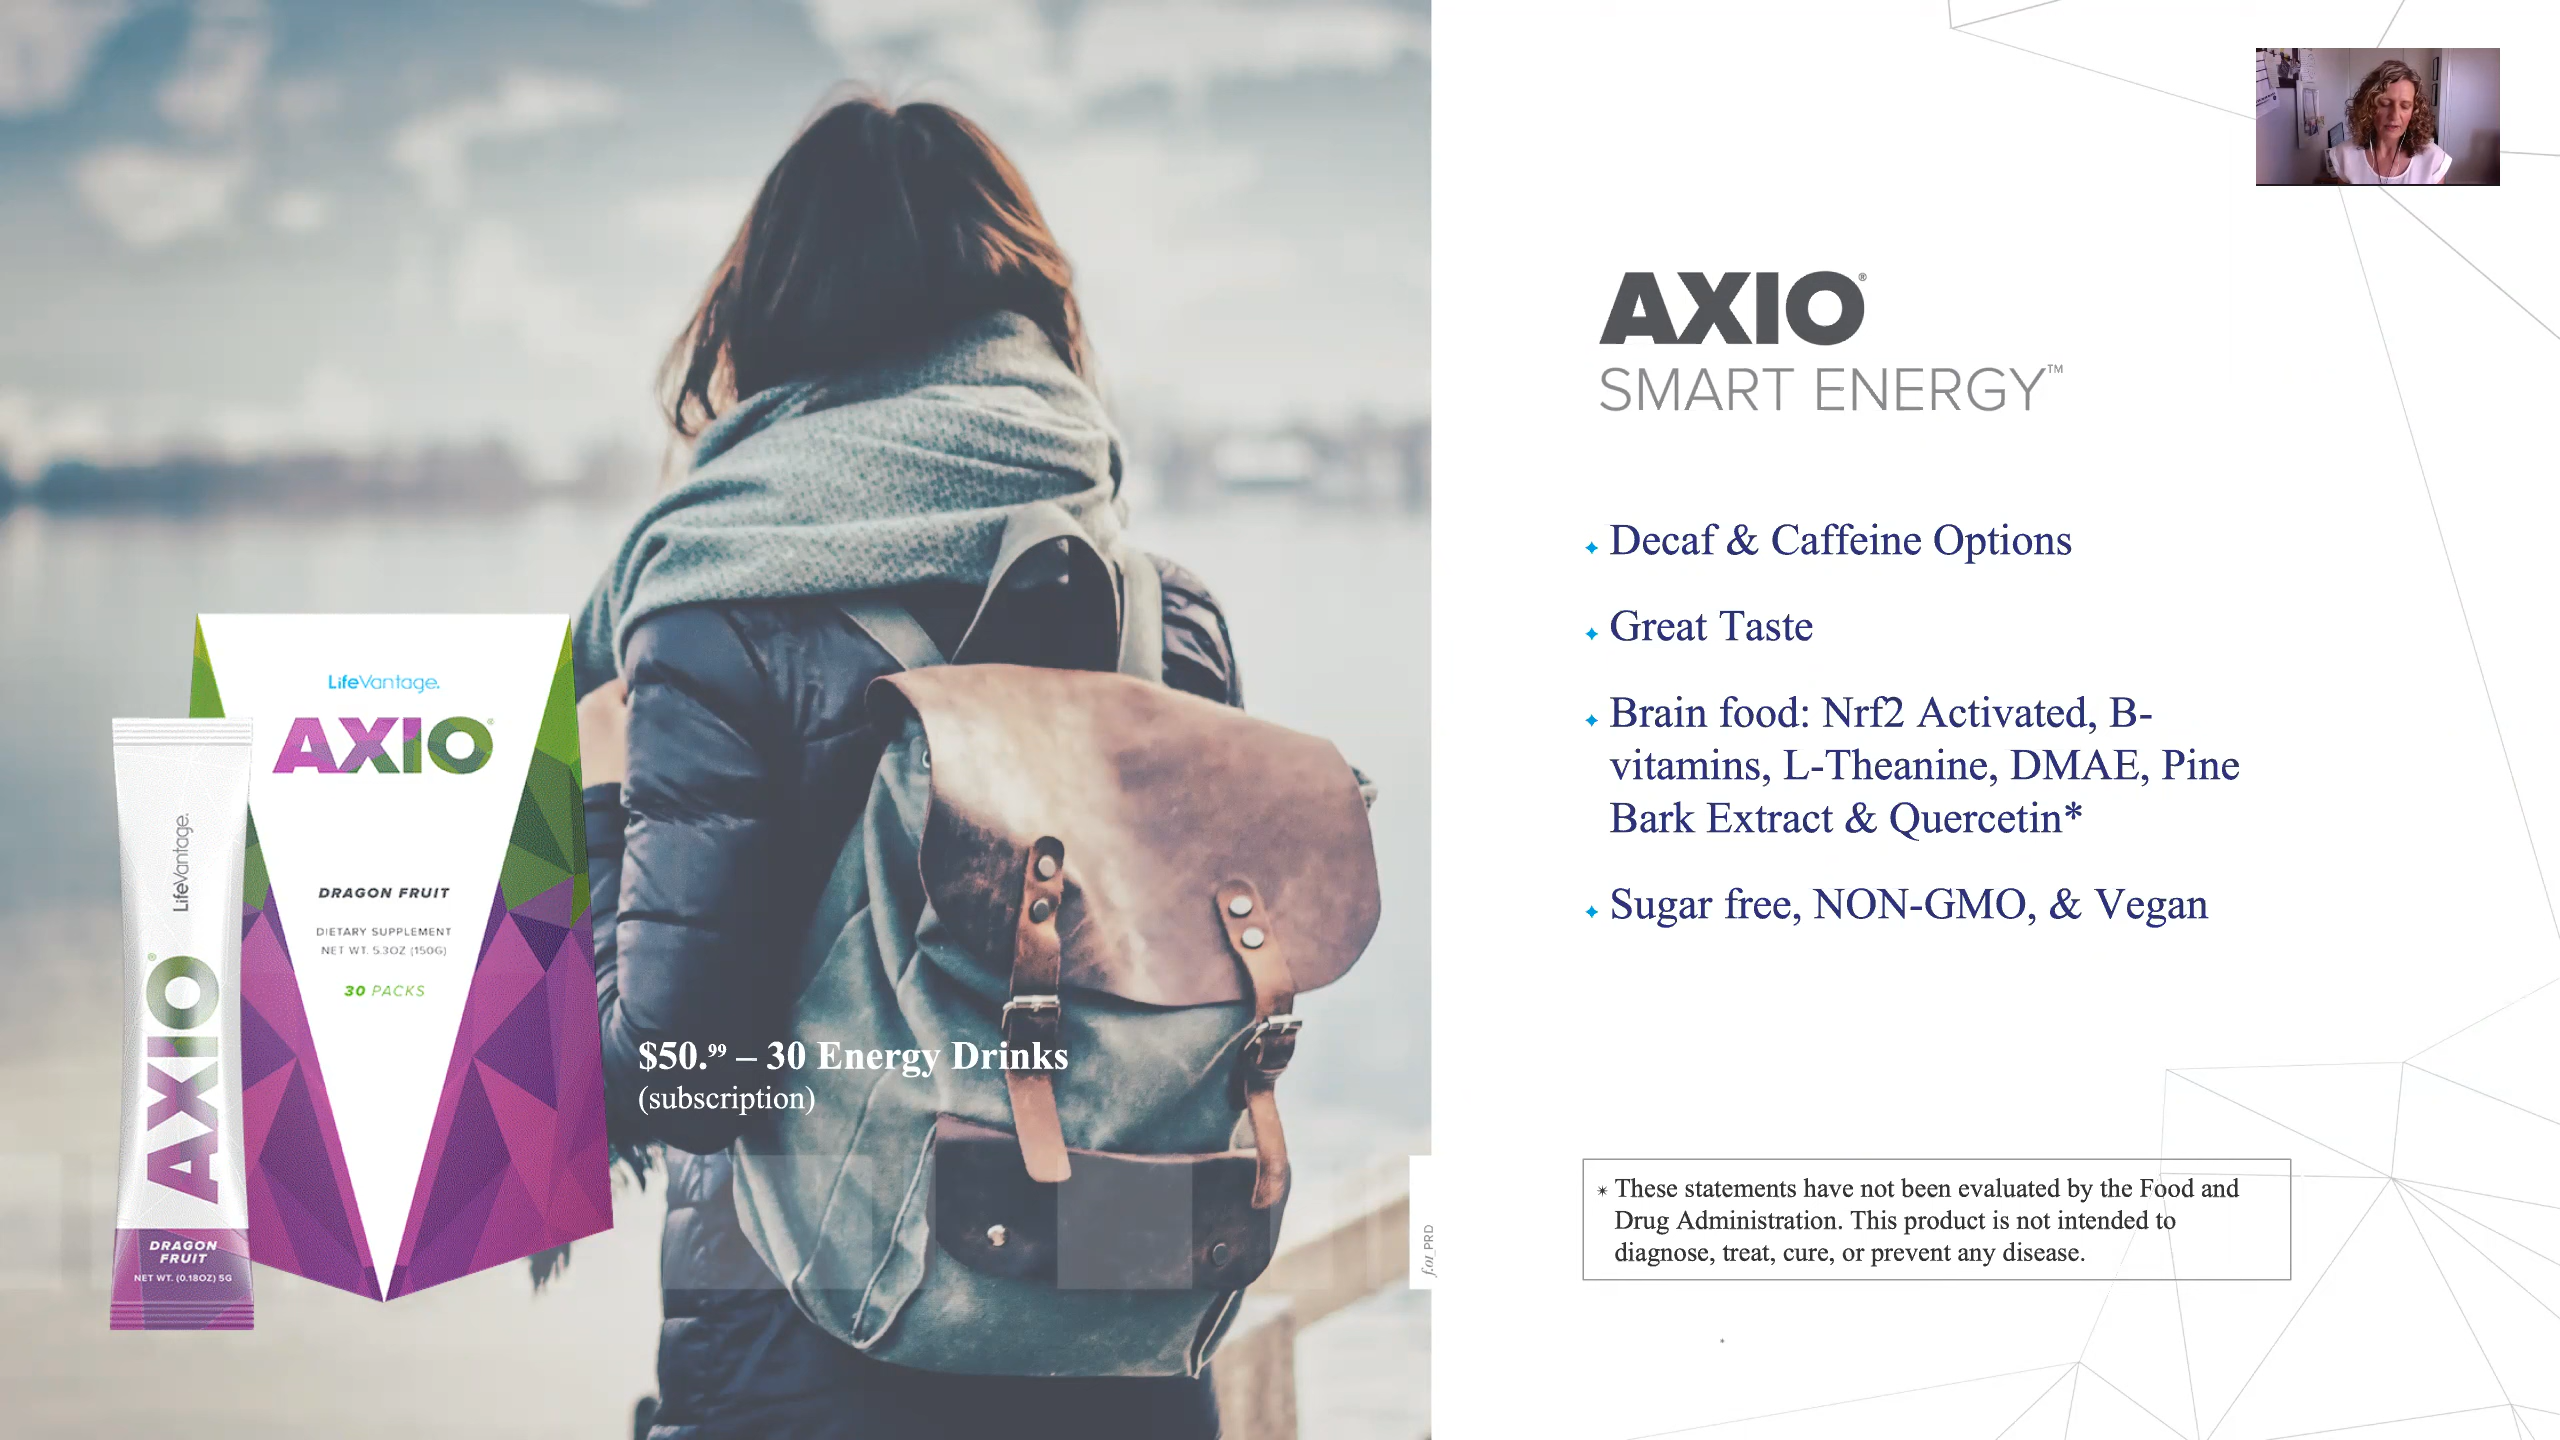 LifeVantage.
AXIO®
DRAGON FRUIT
DIETARY SUPPLEMENT
NET WT. 5.3OZ (150G)
30 PACKS
LifeVantage.
AXIO®
DRAGON
FRUIT
NET WT. (0.18OZ) 5G
$50.99 – 30 Energy Drinks
(subscription)
AXIO®
SMART ENERGY™
Decaf & Caffeine Options
Great Taste
Brain food: Nrf2 Activated, B-
vitamins, L-Theanine, DMAE, Pine
Bark Extract & Quercetin*
Sugar free, NON-GMO, & Vegan
* These statements have not been evaluated by the Food and
Drug Administration. This product is not intended to
diagnose, treat, cure, or prevent any disease.